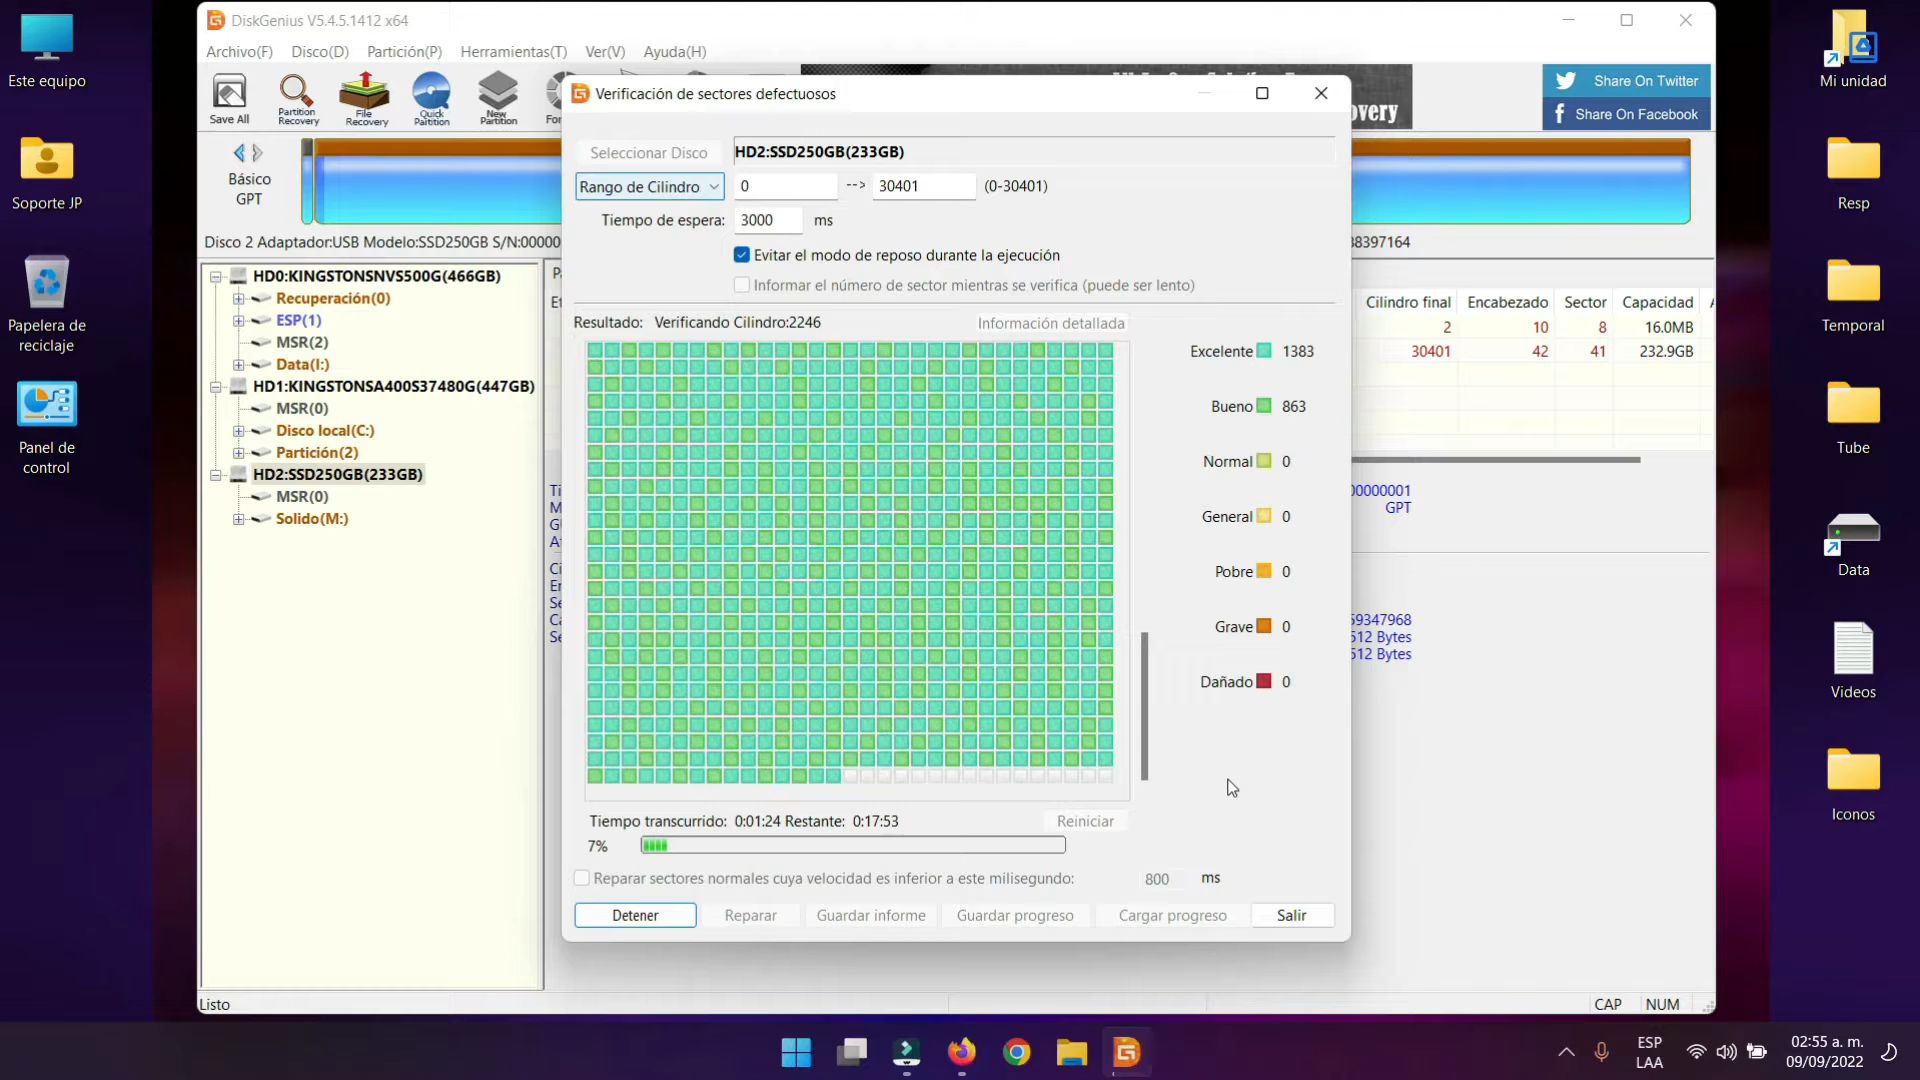 Este equipo
Soporte JP
Papelera de
reciclaje
Panel de
control
DiskGenius V5.4.5.1412 x64
Archivo(F) Disco(D) Partición(P) Herramientas(T) Ver(V) Ayuda(H)
Save All
Partition
Recovery
File
Recovery
Quick
Partition
New
Partition
Share On Twitter
Share On Facebook
Básico
GPT
Disco 2 Adaptador:USB Modelo:SSD250GB S/N:00000
38397164
HD0:KINGSTONSNVS500G(466GB)
Recuperación(0)
ESP(1)
MSR(2)
Data(I:)
HD1:KINGSTONSA400S37480G(447GB)
MSR(0)
Disco local(C:)
Partición(2)
HD2:SSD250GB(233GB)
MSR(0)
Solido(M:)
Verificación de sectores defectuosos
Seleccionar Disco HD2:SSD250GB(233GB)
Rango de Cilindro 0 --> 30401 (0-30401)
Tiempo de espera: 3000 ms
Evitar el modo de reposo durante la ejecución
Informar el número de sector mientras se verifica (puede ser lento)
Resultado: Verificando Cilindro:2246 Información detallada
Excelente 1383
Bueno 863
Normal 0
General 0
Pobre 0
Grave 0
Dañado 0
Tiempo transcurrido: 0:01:24 Restante: 0:17:53 Reiniciar
7%
Reparar sectores normales cuya velocidad es inferior a este milisegundo: 800 ms
Detener Reparar Guardar informe Guardar progreso Cargar progreso Salir
Cilindro final Encabezado Sector Capacidad
2 10 8 16.0MB
30401 42 41 232.9GB
00000001
GPT
59347968
512 Bytes
512 Bytes
Listo
CAP NUM
Mi unidad
Resp
Temporal
Tube
Data
Videos
Iconos
ESP
LAA
02:55 a. m.
09/09/2022